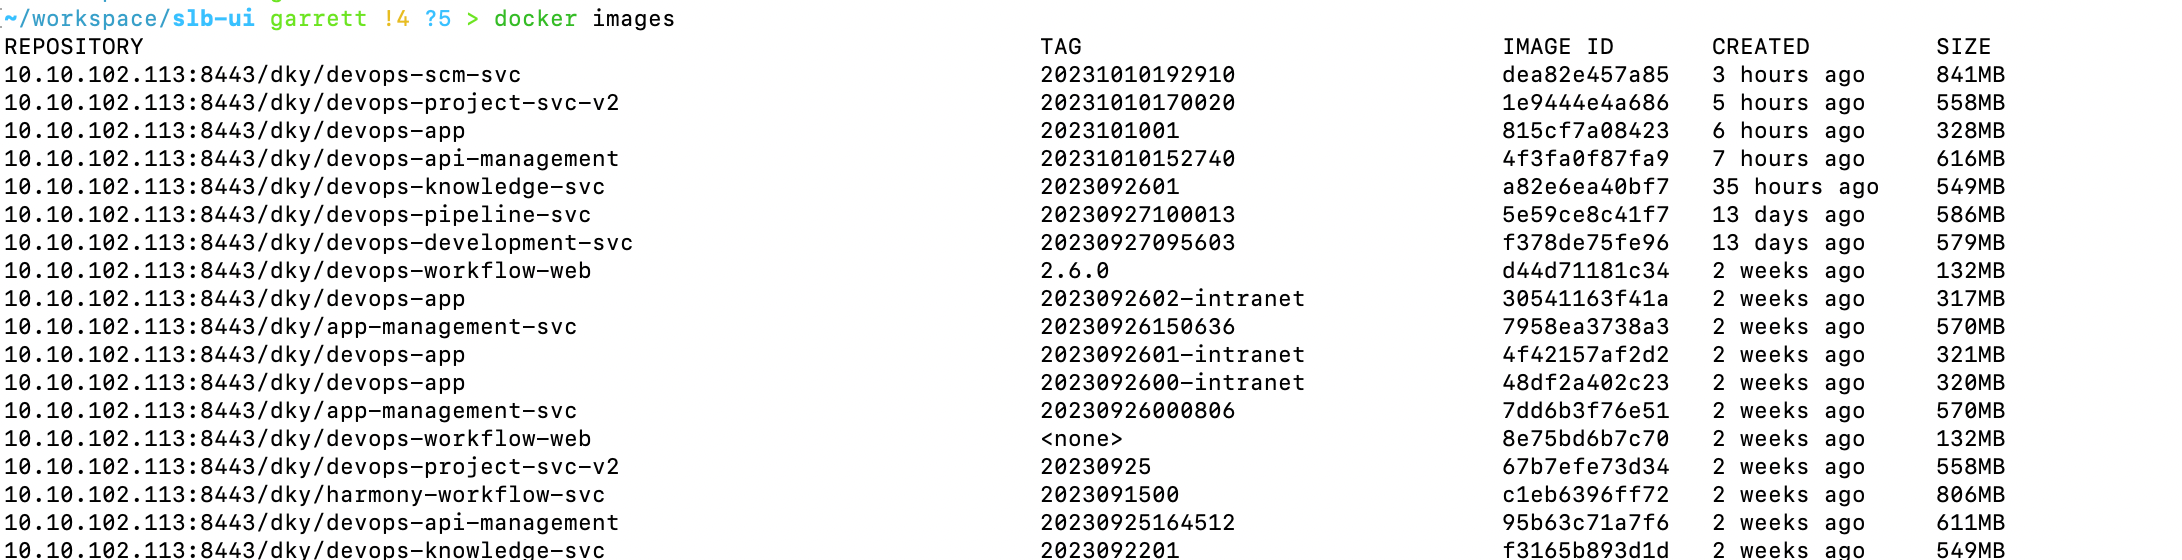 ~/workspace/slb-ui garrett !4 ?5 > docker images
REPOSITORY TAG IMAGE ID CREATED SIZE
10.10.102.113:8443/dky/devops-scm-svc 20231010192910 dea82e457a85 3 hours ago 841MB
10.10.102.113:8443/dky/devops-project-svc-v2 20231010170020 1e9444e4a686 5 hours ago 558MB
10.10.102.113:8443/dky/devops-app 2023101001 815cf7a08423 6 hours ago 328MB
10.10.102.113:8443/dky/devops-api-management 20231010152740 4f3fa0f87fa9 7 hours ago 616MB
10.10.102.113:8443/dky/devops-knowledge-svc 2023092601 a82e6ea40bf7 35 hours ago 549MB
10.10.102.113:8443/dky/devops-pipeline-svc 20230927100013 5e59ce8c41f7 13 days ago 586MB
10.10.102.113:8443/dky/devops-development-svc 20230927095603 f378de75fe96 13 days ago 579MB
10.10.102.113:8443/dky/devops-workflow-web 2.6.0 d44d71181c34 2 weeks ago 132MB
10.10.102.113:8443/dky/devops-app 2023092602-intranet 30541163f41a 2 weeks ago 317MB
10.10.102.113:8443/dky/app-management-svc 20230926150636 7958ea3738a3 2 weeks ago 570MB
10.10.102.113:8443/dky/devops-app 2023092601-intranet 4f42157af2d2 2 weeks ago 321MB
10.10.102.113:8443/dky/devops-app 2023092600-intranet 48df2a402c23 2 weeks ago 320MB
10.10.102.113:8443/dky/app-management-svc 20230926000806 7dd6b3f76e51 2 weeks ago 570MB
10.10.102.113:8443/dky/devops-workflow-web <none> 8e75bd6b7c70 2 weeks ago 132MB
10.10.102.113:8443/dky/devops-project-svc-v2 20230925 67b7efe73d34 2 weeks ago 558MB
10.10.102.113:8443/dky/harmony-workflow-svc 2023091500 c1eb6396ff72 2 weeks ago 806MB
10.10.102.113:8443/dky/devops-api-management 20230925164512 95b63c71a7f6 2 weeks ago 611MB
10.10.102.113:8443/dky/devops-knowledge-svc 2023092201 f3165b893d1d 2 weeks ago 549MB